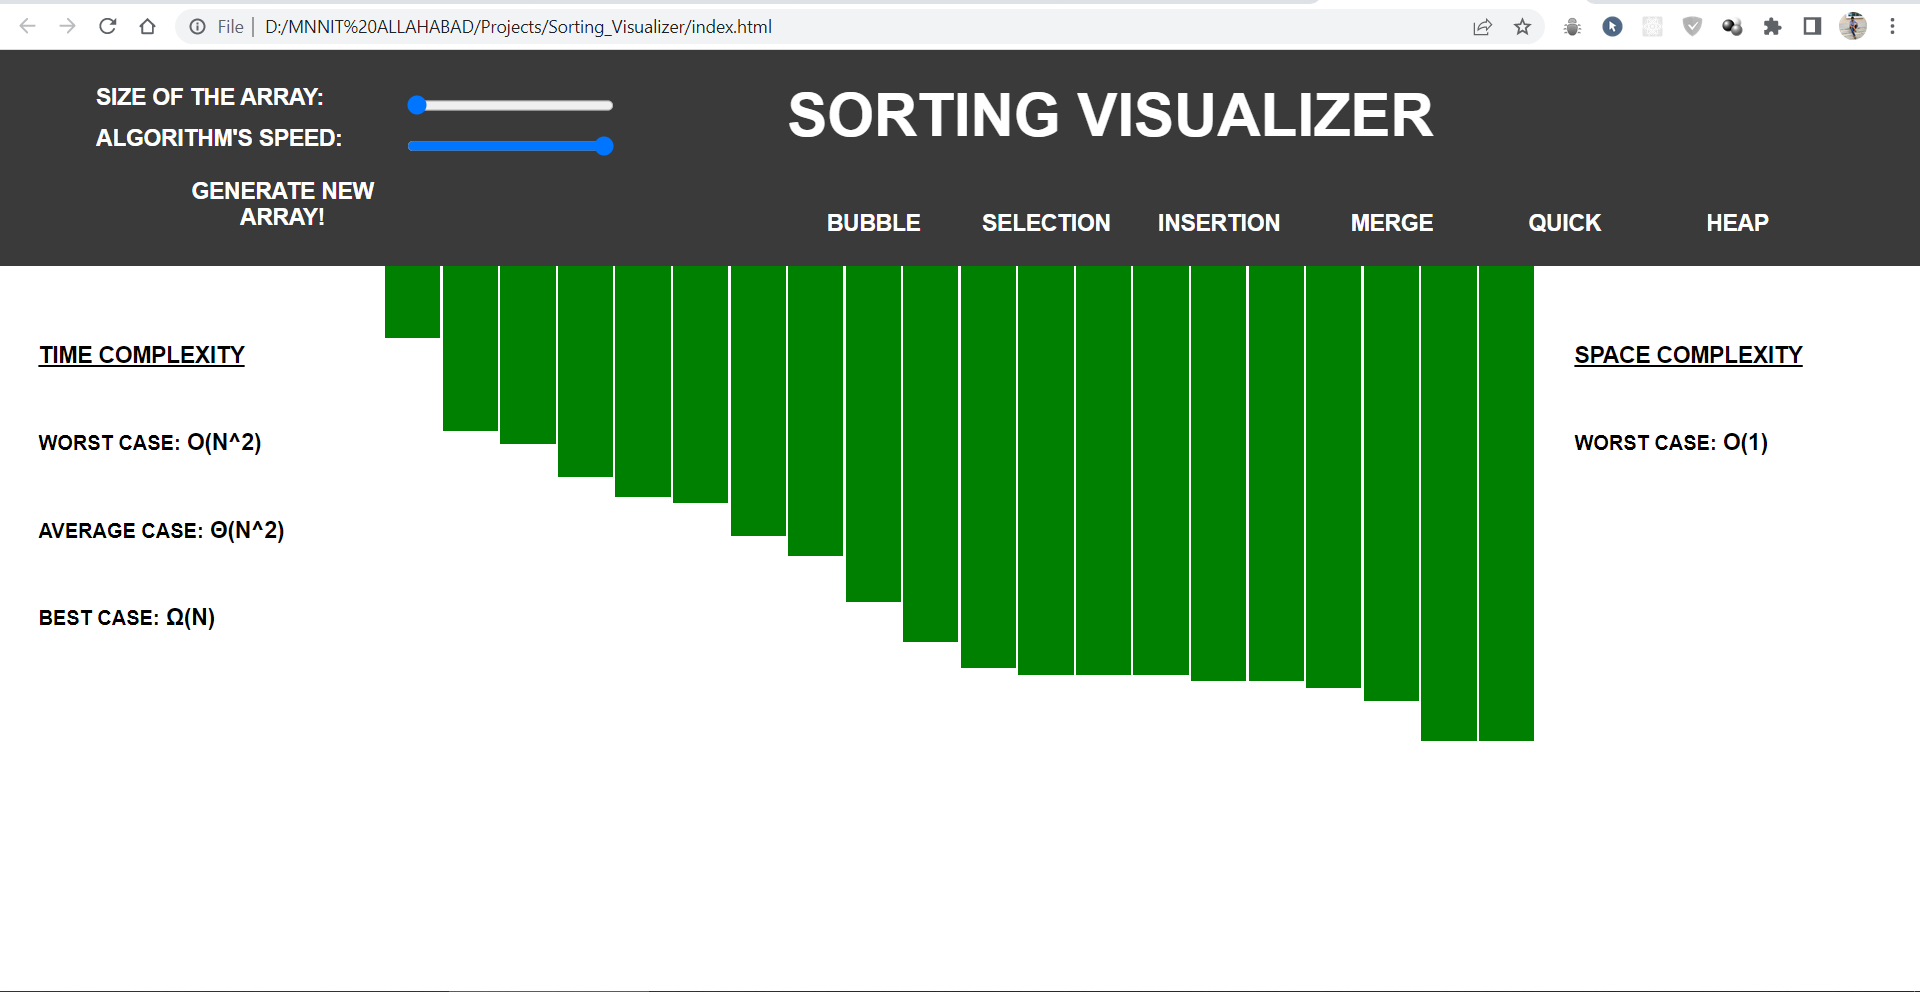 File | D:/MNNIT%20ALLAHABAD/Projects/Sorting_Visualizer/index.html
SIZE OF THE ARRAY:
ALGORITHM'S SPEED:
GENERATE NEW
ARRAY!
SORTING VISUALIZER
BUBBLE SELECTION INSERTION MERGE QUICK HEAP
TIME COMPLEXITY
WORST CASE: O(N^2)
AVERAGE CASE: Θ(N^2)
BEST CASE: Ω(N)
SPACE COMPLEXITY
WORST CASE: O(1)